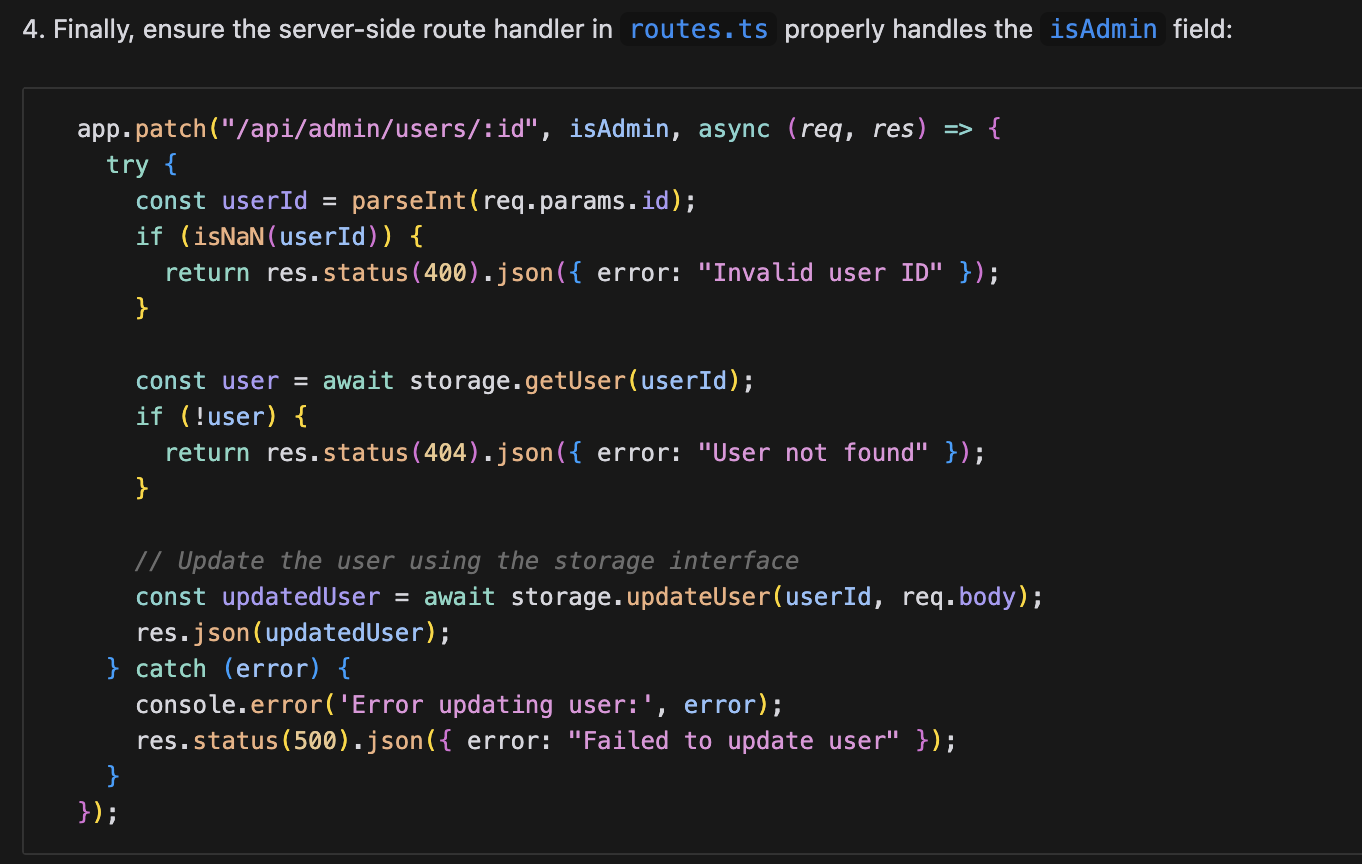 4. Finally, ensure the server-side route handler in routes.ts properly handles the isAdmin field:
app.patch("/api/admin/users/:id", isAdmin, async (req, res) => {
  try {
    const userId = parseInt(req.params.id);
    if (isNaN(userId)) {
      return res.status(400).json({ error: "Invalid user ID" });
    }

    const user = await storage.getUser(userId);
    if (!user) {
      return res.status(404).json({ error: "User not found" });
    }

    // Update the user using the storage interface
    const updatedUser = await storage.updateUser(userId, req.body);
    res.json(updatedUser);
  } catch (error) {
    console.error('Error updating user:', error);
    res.status(500).json({ error: "Failed to update user" });
  }
});